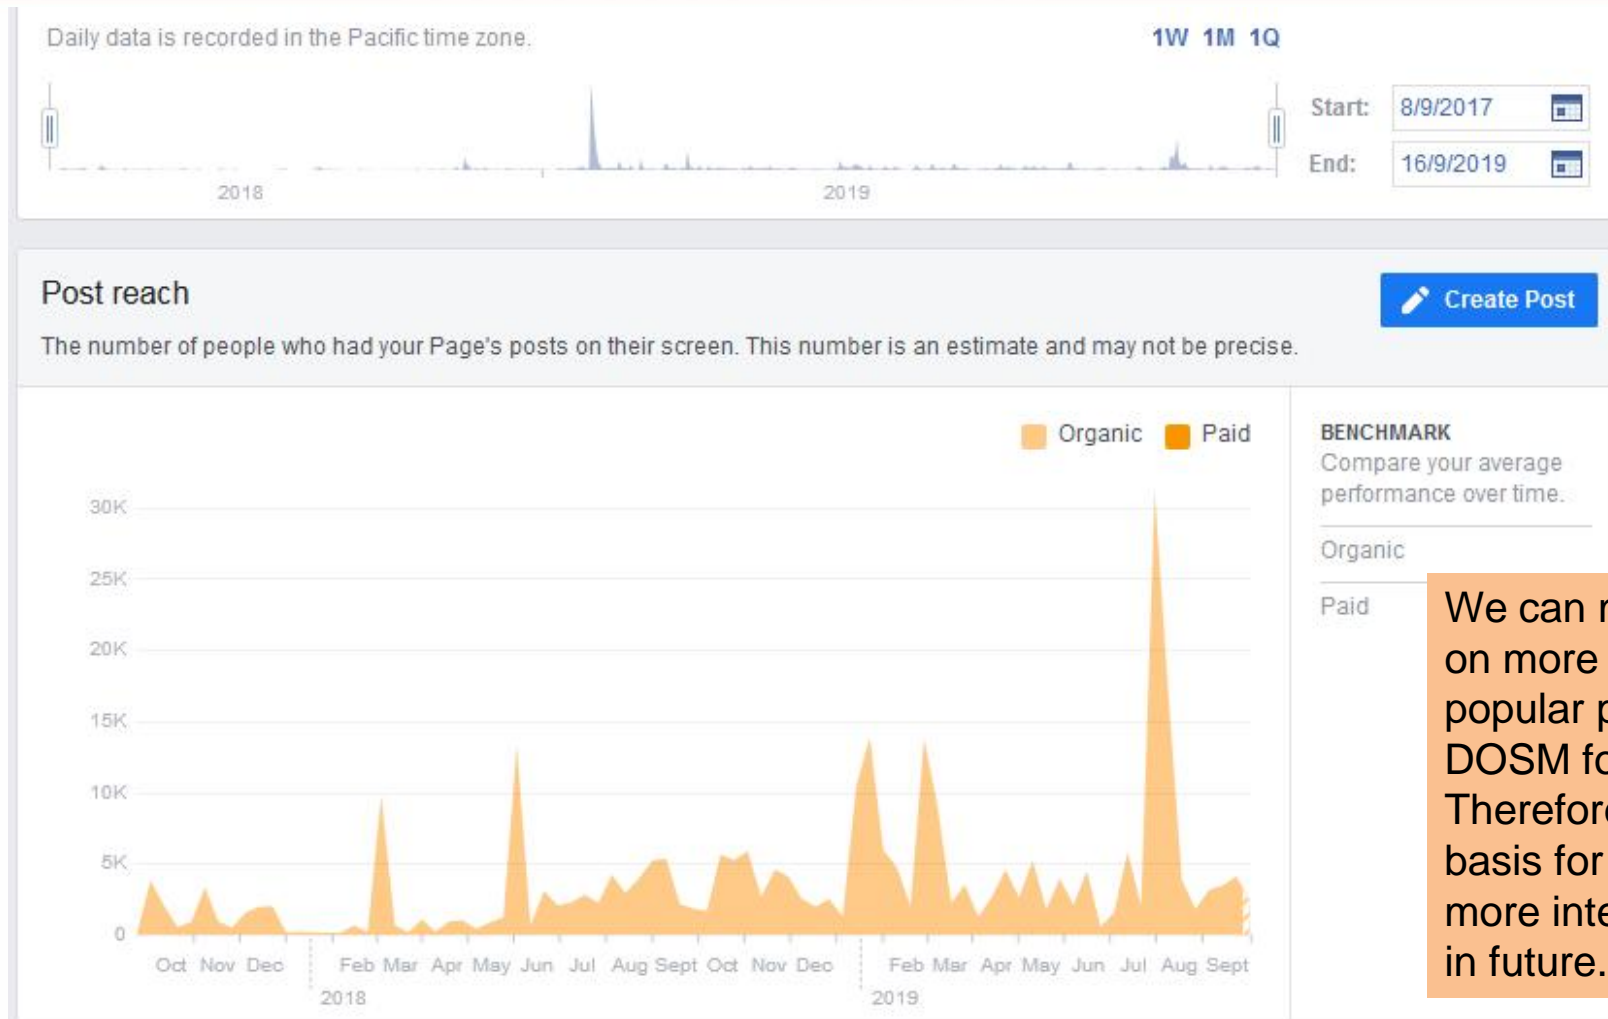 Daily data is recorded in the Pacific time zone.
1W 1M 1Q
Start: 8/9/2017
End: 16/9/2019
2018 2019
Post reach
Create Post
The number of people who had your Page's posts on their screen. This number is an estimate and may not be precise.
Organic Paid
30K
25K
20K
15K
10K
5K
0
Oct Nov Dec Feb Mar Apr May Jun Jul Aug Sept Oct Nov Dec Feb Mar Apr May Jun Jul Aug Sept
2018 2019
BENCHMARK
Compare your average
performance over time.
Organic
Paid
We can
on more
popular
DOSM
Therefore
basis for
more
in future.